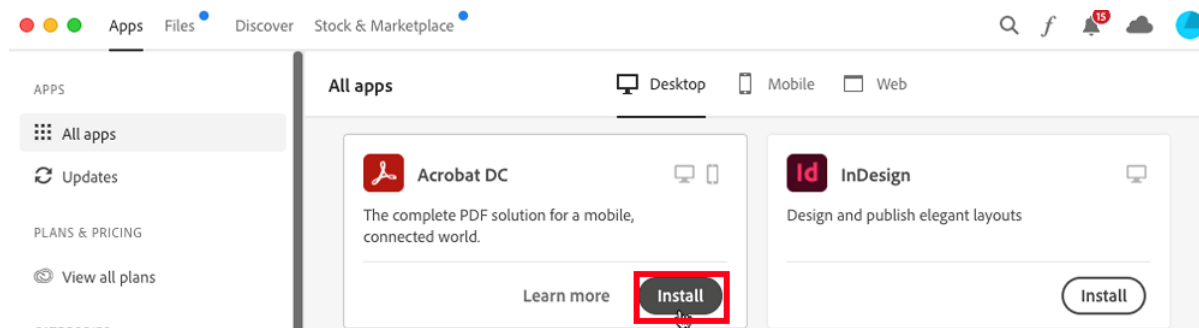 Apps Files Discover Stock & Marketplace 15
APPS
All apps
Updates
PLANS & PRICING
View all plans
All apps Desktop Mobile Web
Acrobat DC
The complete PDF solution for a mobile,
connected world.
Learn more Install
Id InDesign
Design and publish elegant layouts
Install